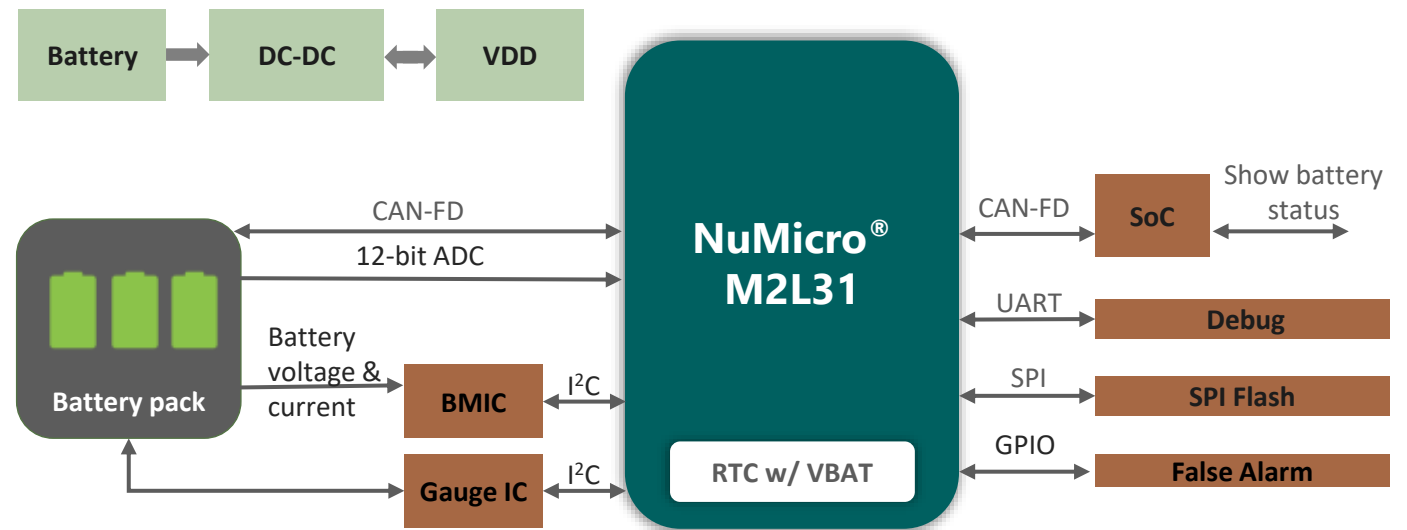 Battery
DC-DC
VDD
CAN-FD
12-bit ADC
Battery
voltage &
current
Battery pack
BMIC
I²C
Gauge IC
I²C
NuMicro®
M2L31
RTC w/ VBAT
CAN-FD
SoC
Show battery
status
UART
Debug
SPI
SPI Flash
GPIO
False Alarm